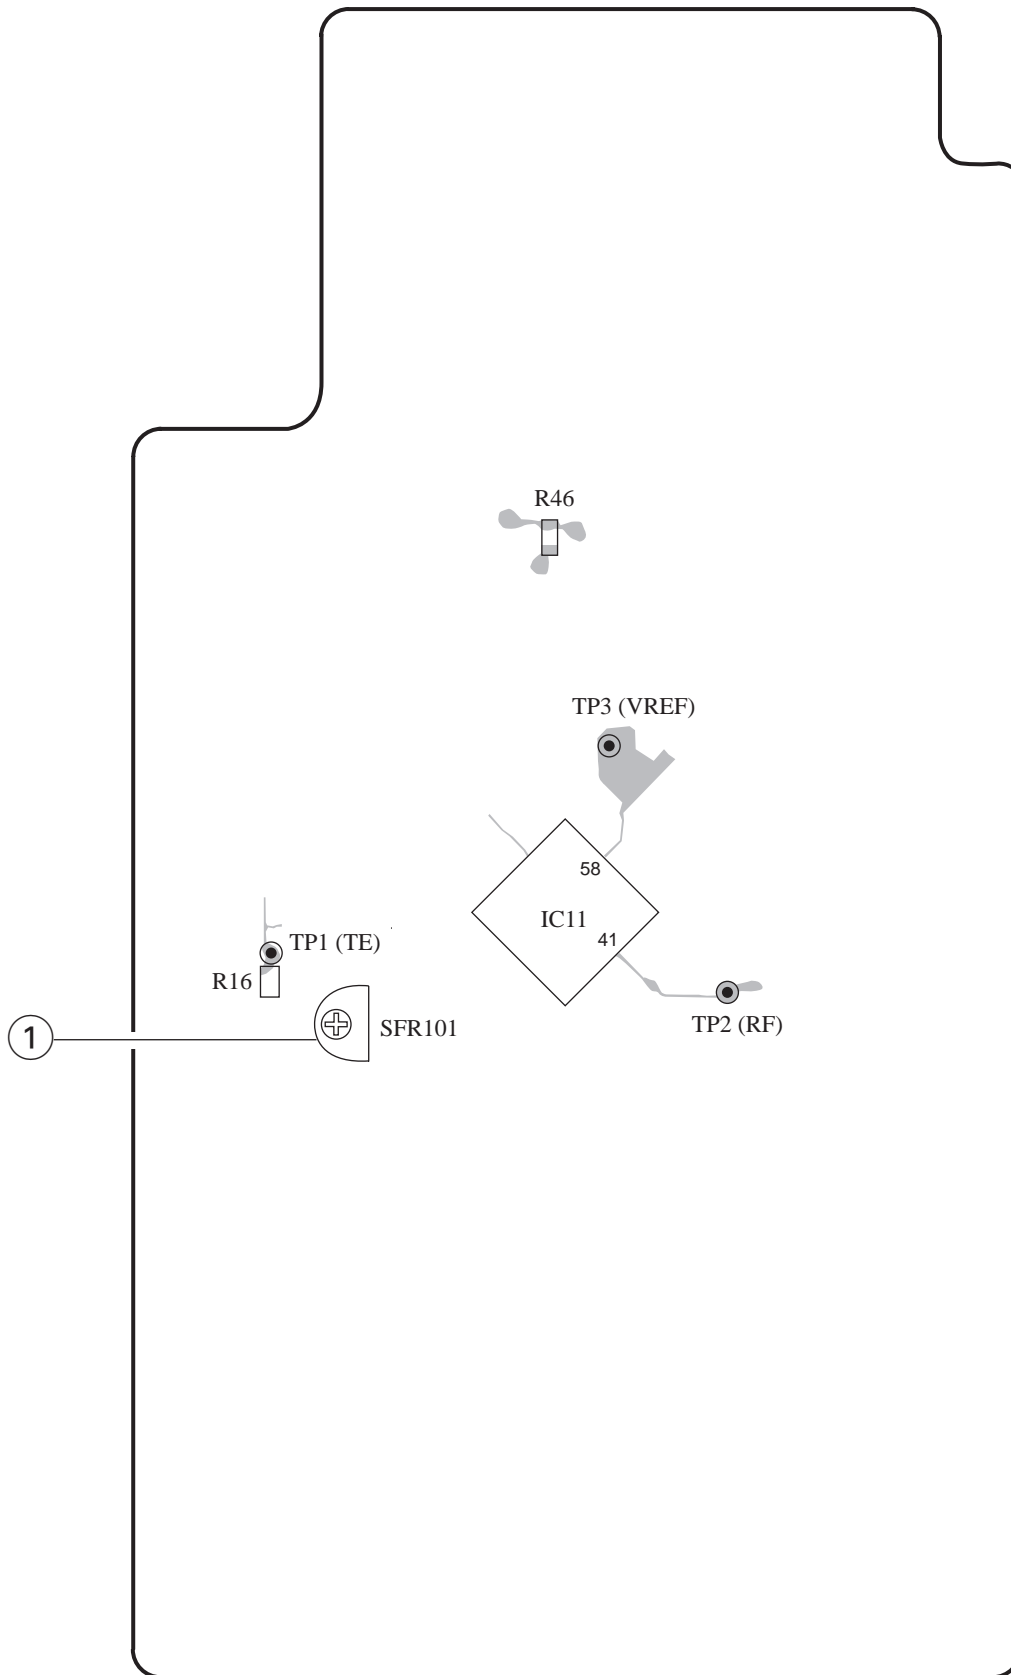 R46
TP3 (VREF)
58
IC11
41
TP1 (TE)
R16
TP2 (RF)
SFR101
1